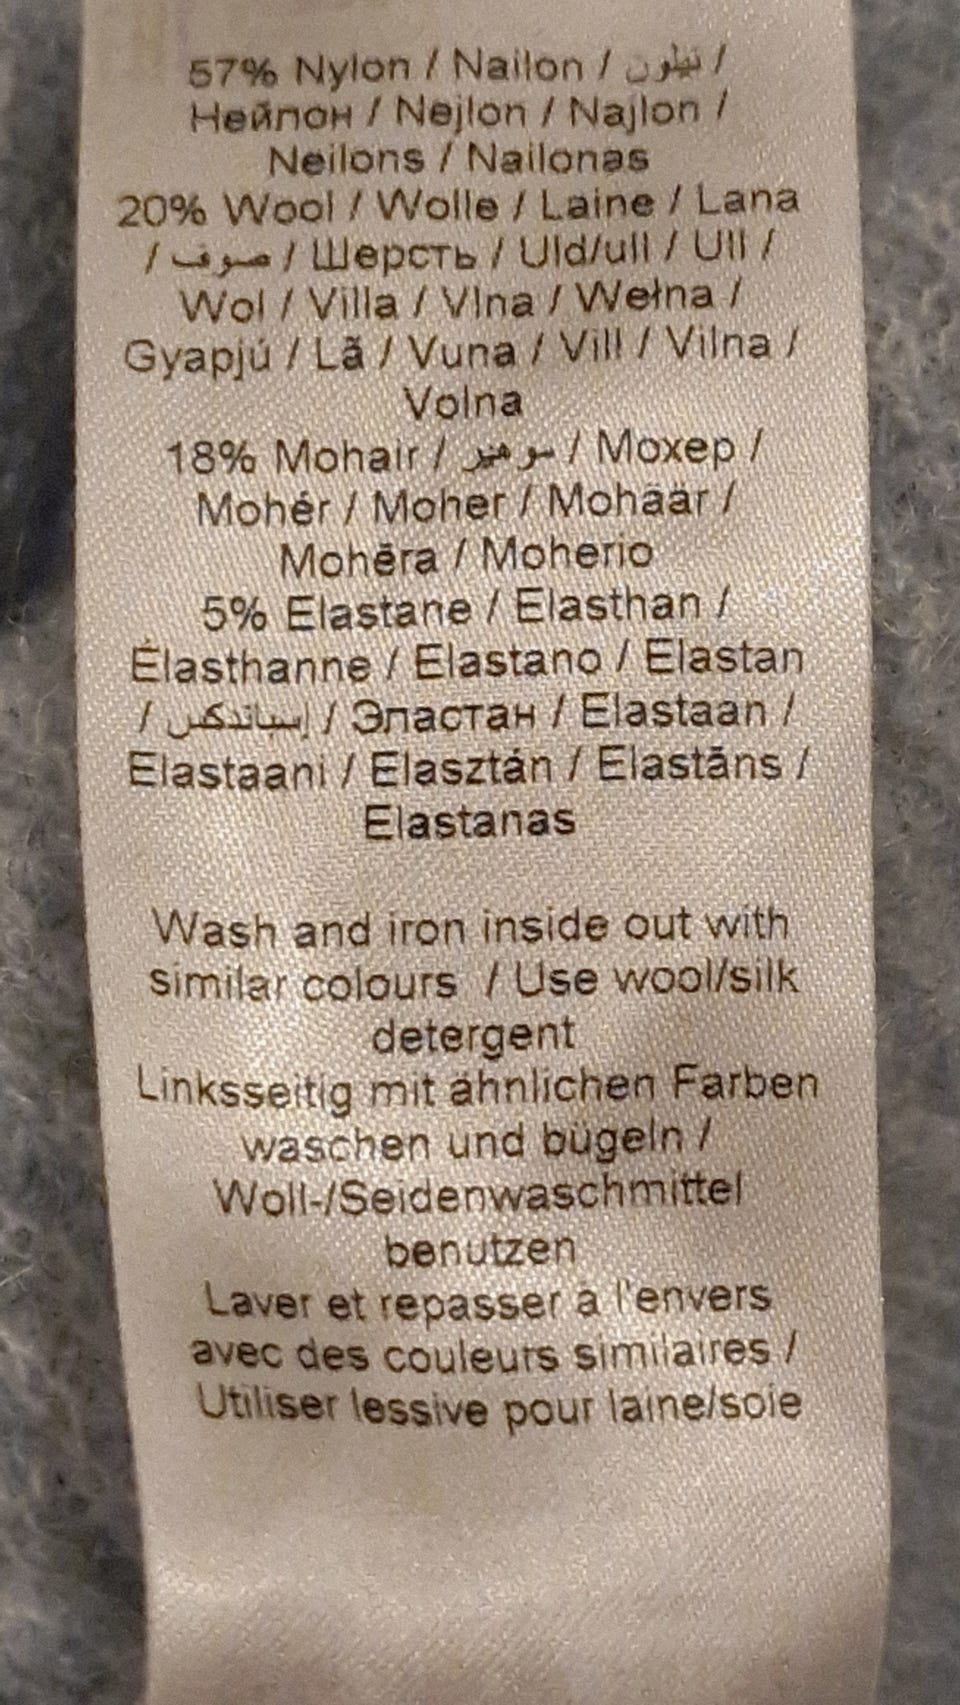 57% Nylon / Nailon / نيلون /
Нейлон / Nejlon / Najlon /
Neilons / Nailonas
20% Wool / Wolle / Laine / Lana
/ صوف / Шерсть / Uld/ull / Ull /
Wol / Villa / Vlna / Wełna /
Gyapjú / Lã / Vuna / Vill / Vilna /
Volna
18% Mohair / موهير / Мохер /
Mohér / Moher / Mohäär /
Mohēra / Moherio
5% Elastane / Elasthan /
Élasthanne / Elastano / Elastan
/ إيلاستان / Эластан / Elastaan /
Elastaani / Elasztán / Elastāns /
Elastanas
Wash and iron inside out with
similar colours / Use wool/silk
detergent
Linksseitig mit ähnlichen Farben
waschen und bügeln /
Woll-/Seidenwaschmittel
benutzen
Laver et repasser à l'envers
avec des couleurs similaires /
Utiliser lessive pour laine/soie